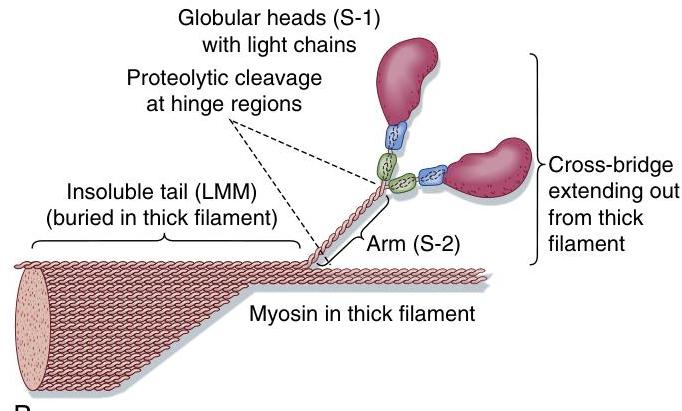 Globular heads (S-1)
with light chains
Proteolytic cleavage
at hinge regions
Insoluble tail (LMM)
(buried in thick filament)
Arm (S-2)
Cross-bridge
extending out
from thick
filament
Myosin in thick filament